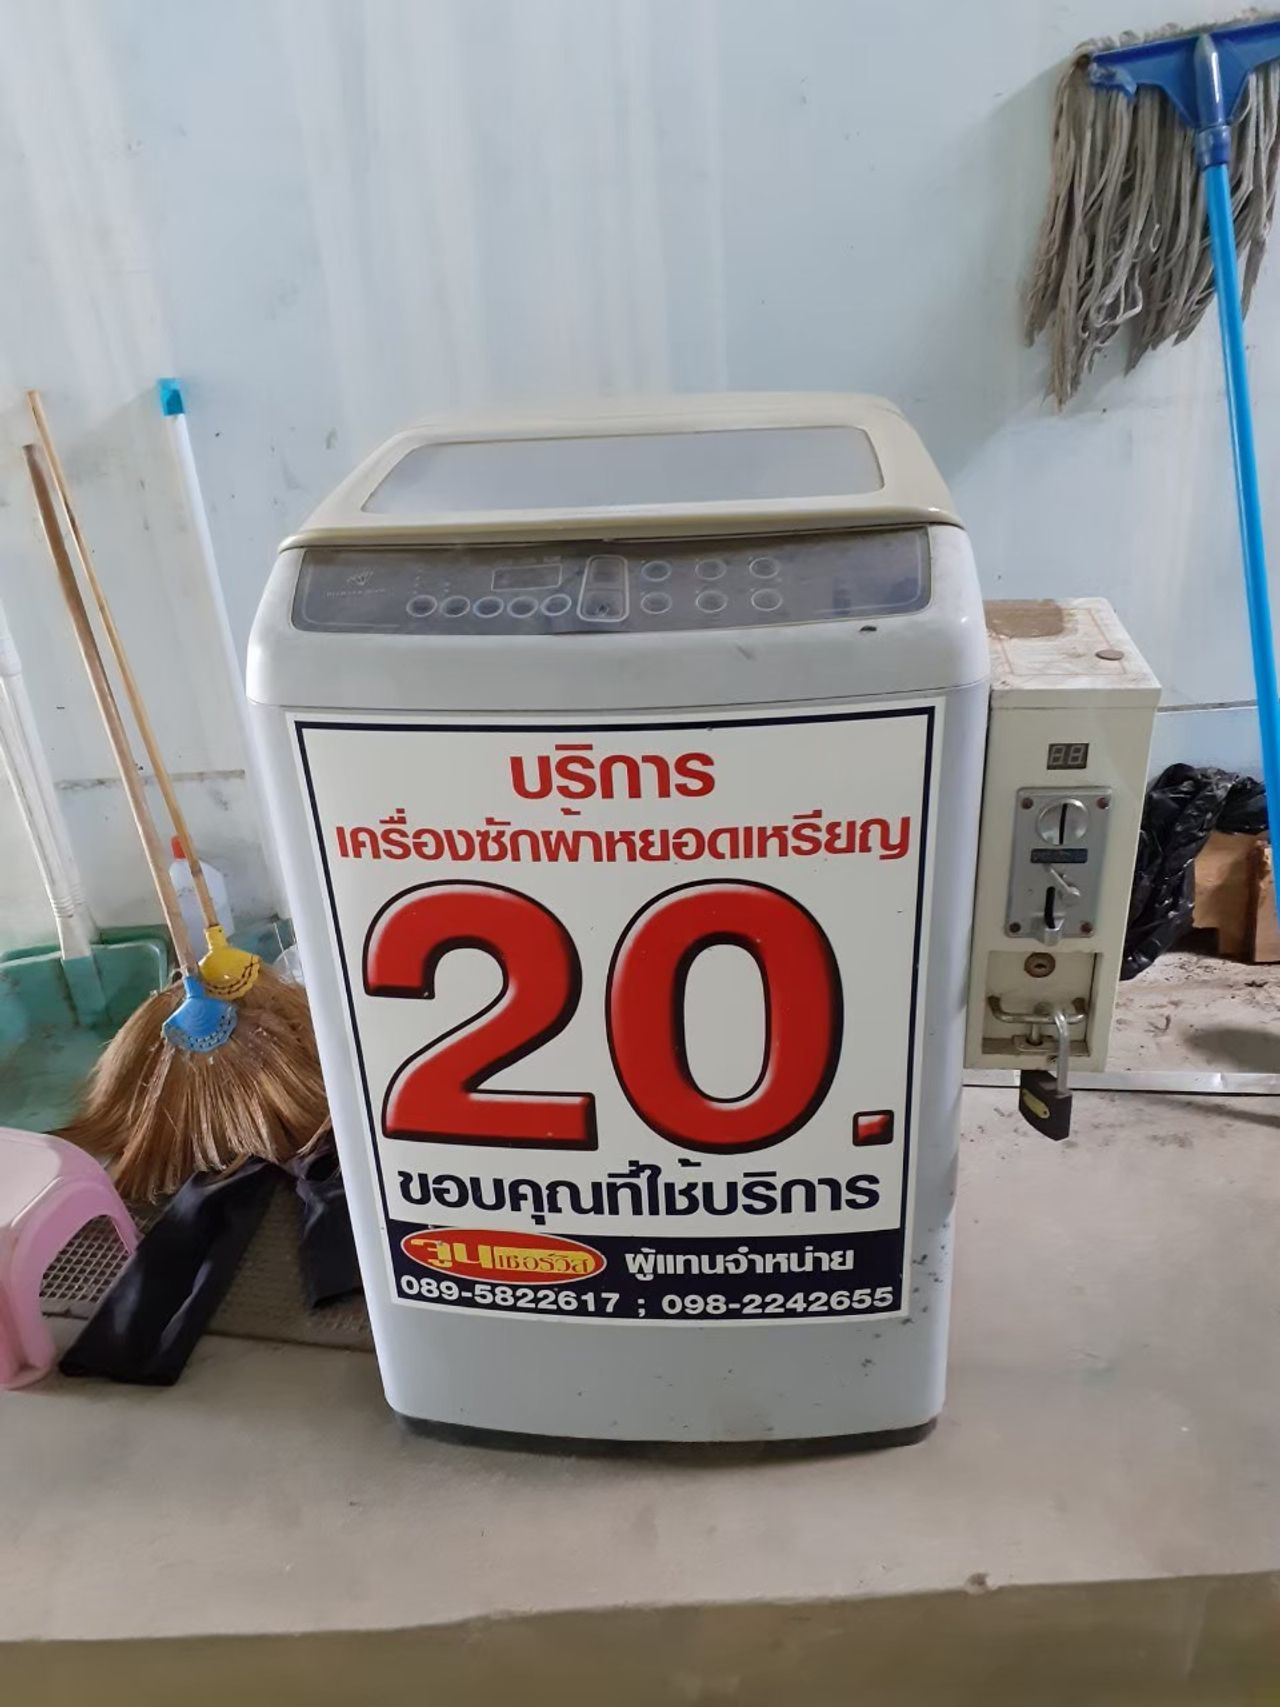 บริการ
เครื่องซักผ้าหยอดเหรียญ
20.
ขอบคุณที่ใช้บริการ
จูนเซอร์วิส ผู้แทนจำหน่าย
089-5822617 ; 098-2242655